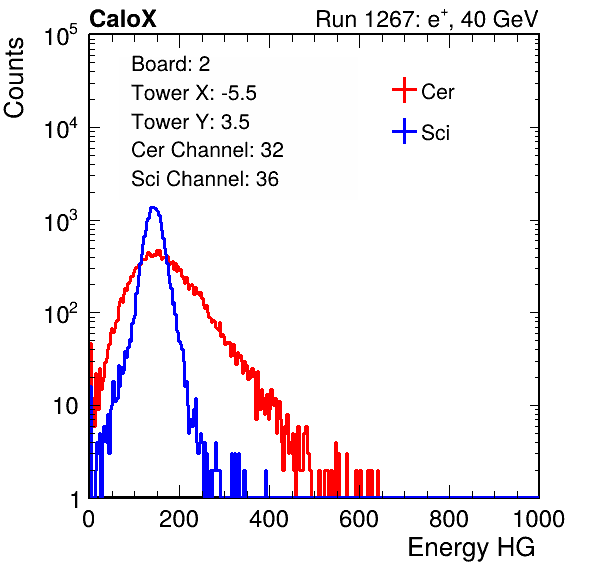 CaloX Run 1267: e⁺, 40 GeV
Counts
Board: 2
Tower X: -5.5
Tower Y: 3.5
Cer Channel: 32
Sci Channel: 36
Cer
Sci
10⁵
10⁴
10³
10²
10
1
0 200 400 600 800 1000
Energy HG